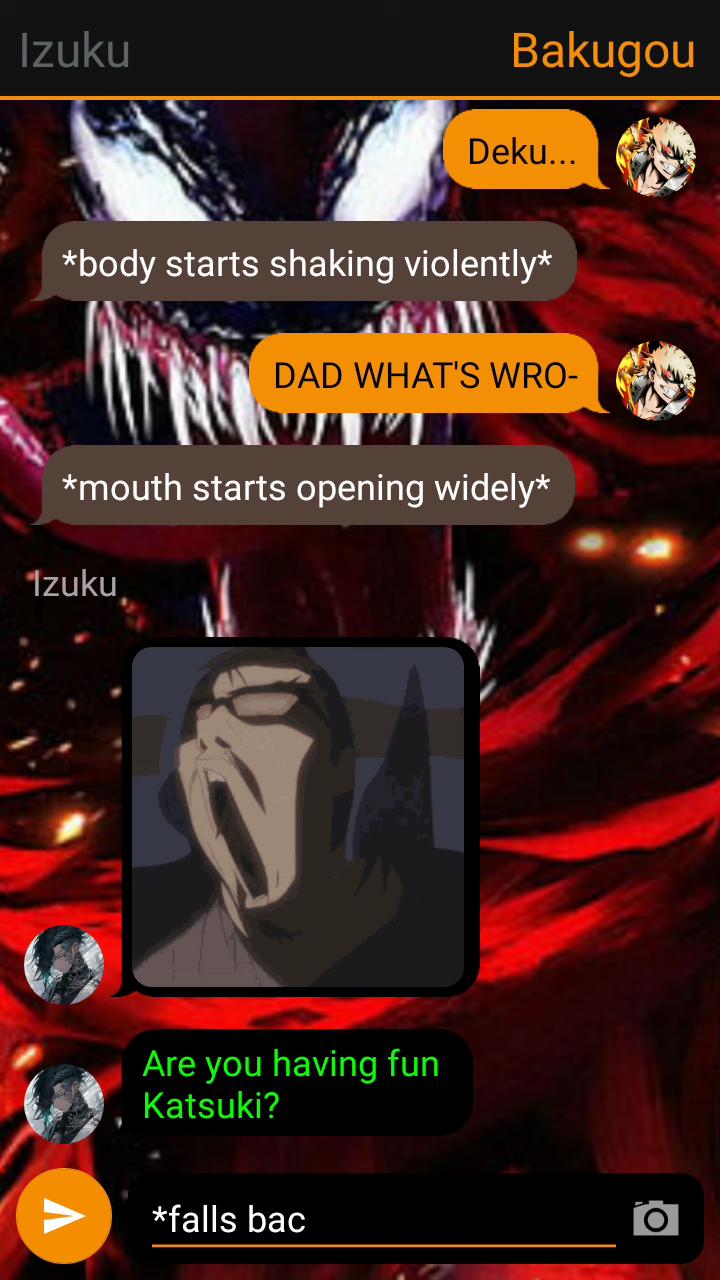 Izuku
Bakugou
Deku...
*body starts shaking violently*
DAD WHAT'S WRO-
*mouth starts opening widely*
Izuku
Are you having fun
Katsuki?
*falls bac